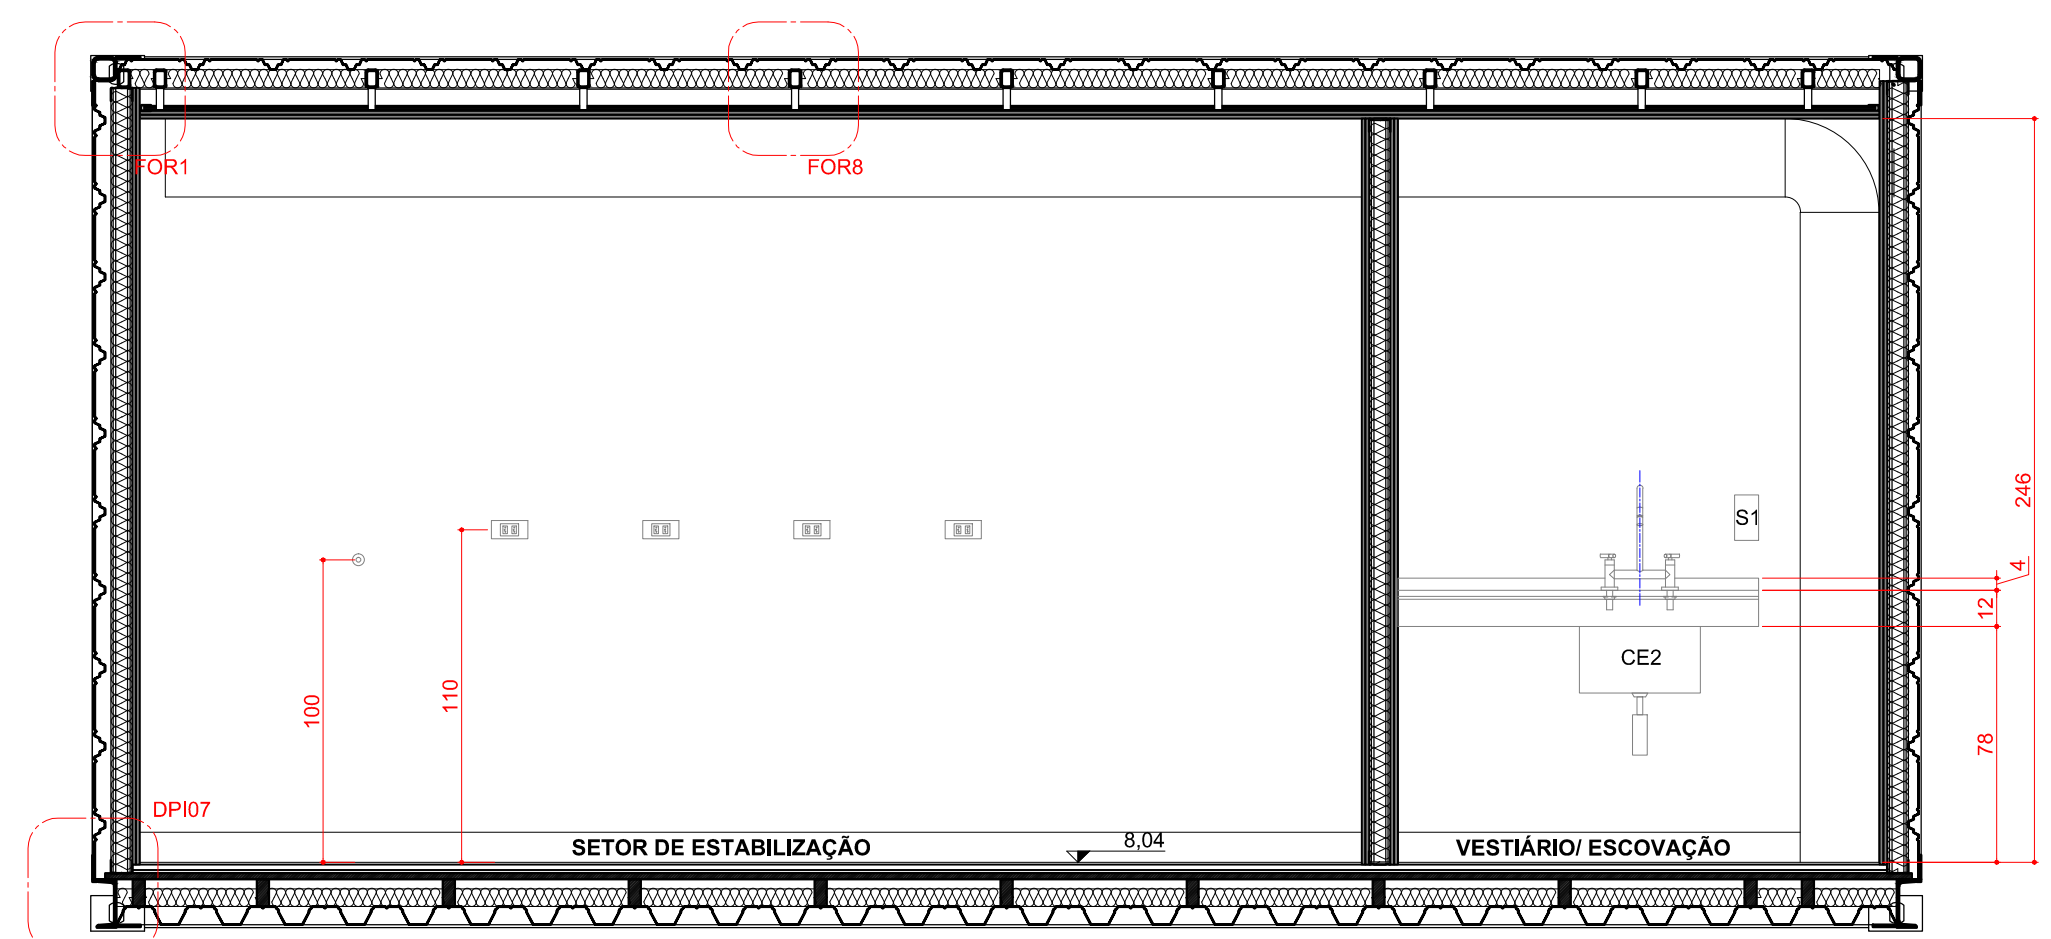 FOR1
FOR8
246
S1
4
12
CE2
100
110
78
DPI07
SETOR DE ESTABILIZAÇÃO
8,04
VESTIÁRIO/ ESCOVAÇÃO